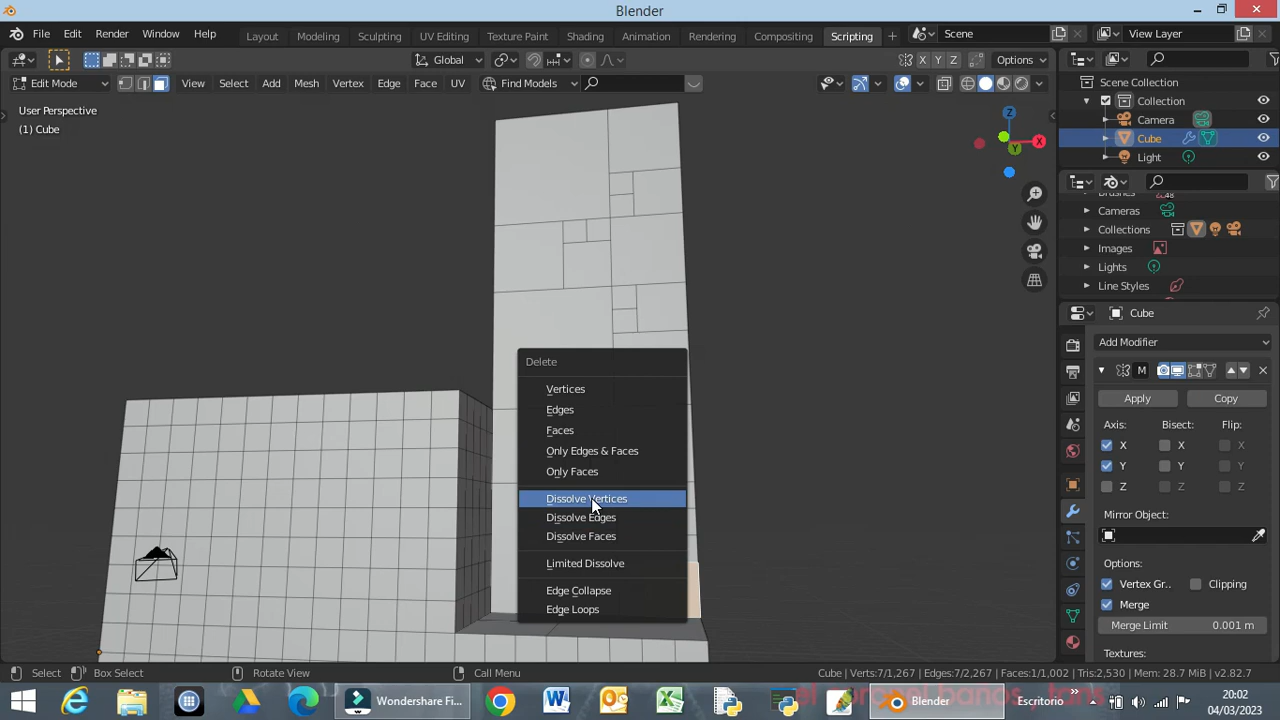 Blender
File Edit Render Window Help Layout Modeling Sculpting UV Editing Texture Paint Shading Animation Rendering Compositing Scripting + Scene View Layer
Global X Y Z Options
Edit Mode View Select Add Mesh Vertex Edge Face UV Find Models
User Perspective
(1) Cube
Z
X
Y
Scene Collection
Collection
Camera
Cube
Light
Brushes 48
Cameras
Collections
Images
Lights
Line Styles
Cube
Add Modifier
M
Apply Copy
Axis: Bisect: Flip:
X X X
Y Y Y
Z Z Z
Mirror Object:
Options:
Vertex Gr... Clipping
Merge
Merge Limit 0.001 m
Textures:
Delete
Vertices
Edges
Faces
Only Edges & Faces
Only Faces
Dissolve Vertices
Dissolve Edges
Dissolve Faces
Limited Dissolve
Edge Collapse
Edge Loops
Select Box Select Rotate View Call Menu Cube | Verts:7/1,267 | Edges:7/2,267 | Faces:1/1,002 | Tris:2,530 | Mem: 28.7 MiB | v2.82.7
Wondershare Fi... Blender Escritorio 20:02
04/03/2023